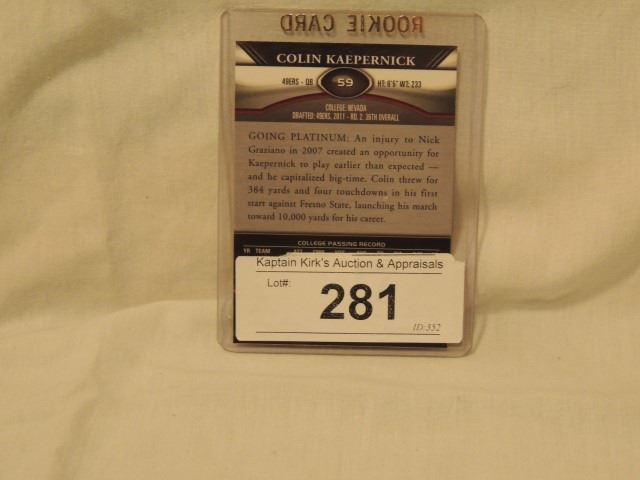 ROOKIE CARD
COLIN KAEPERNICK
49ERS - QB 59 HT: 6'5" WT: 233
COLLEGE: NEVADA
DRAFTED: 49ERS, 2011 - RD. 2, 36TH OVERALL
GOING PLATINUM: An injury to Nick
Graziano in 2007 created an opportunity for
Kaepernick to play earlier than expected —
and he capitalized big-time. Colin threw for
384 yards and four touchdowns in his first
start against Fresno State, launching his march
toward 10,000 yards for his career.
COLLEGE PASSING RECORD
YR TEAM
Kaptain Kirk's Auction & Appraisals
Lot#:
281
ID:352